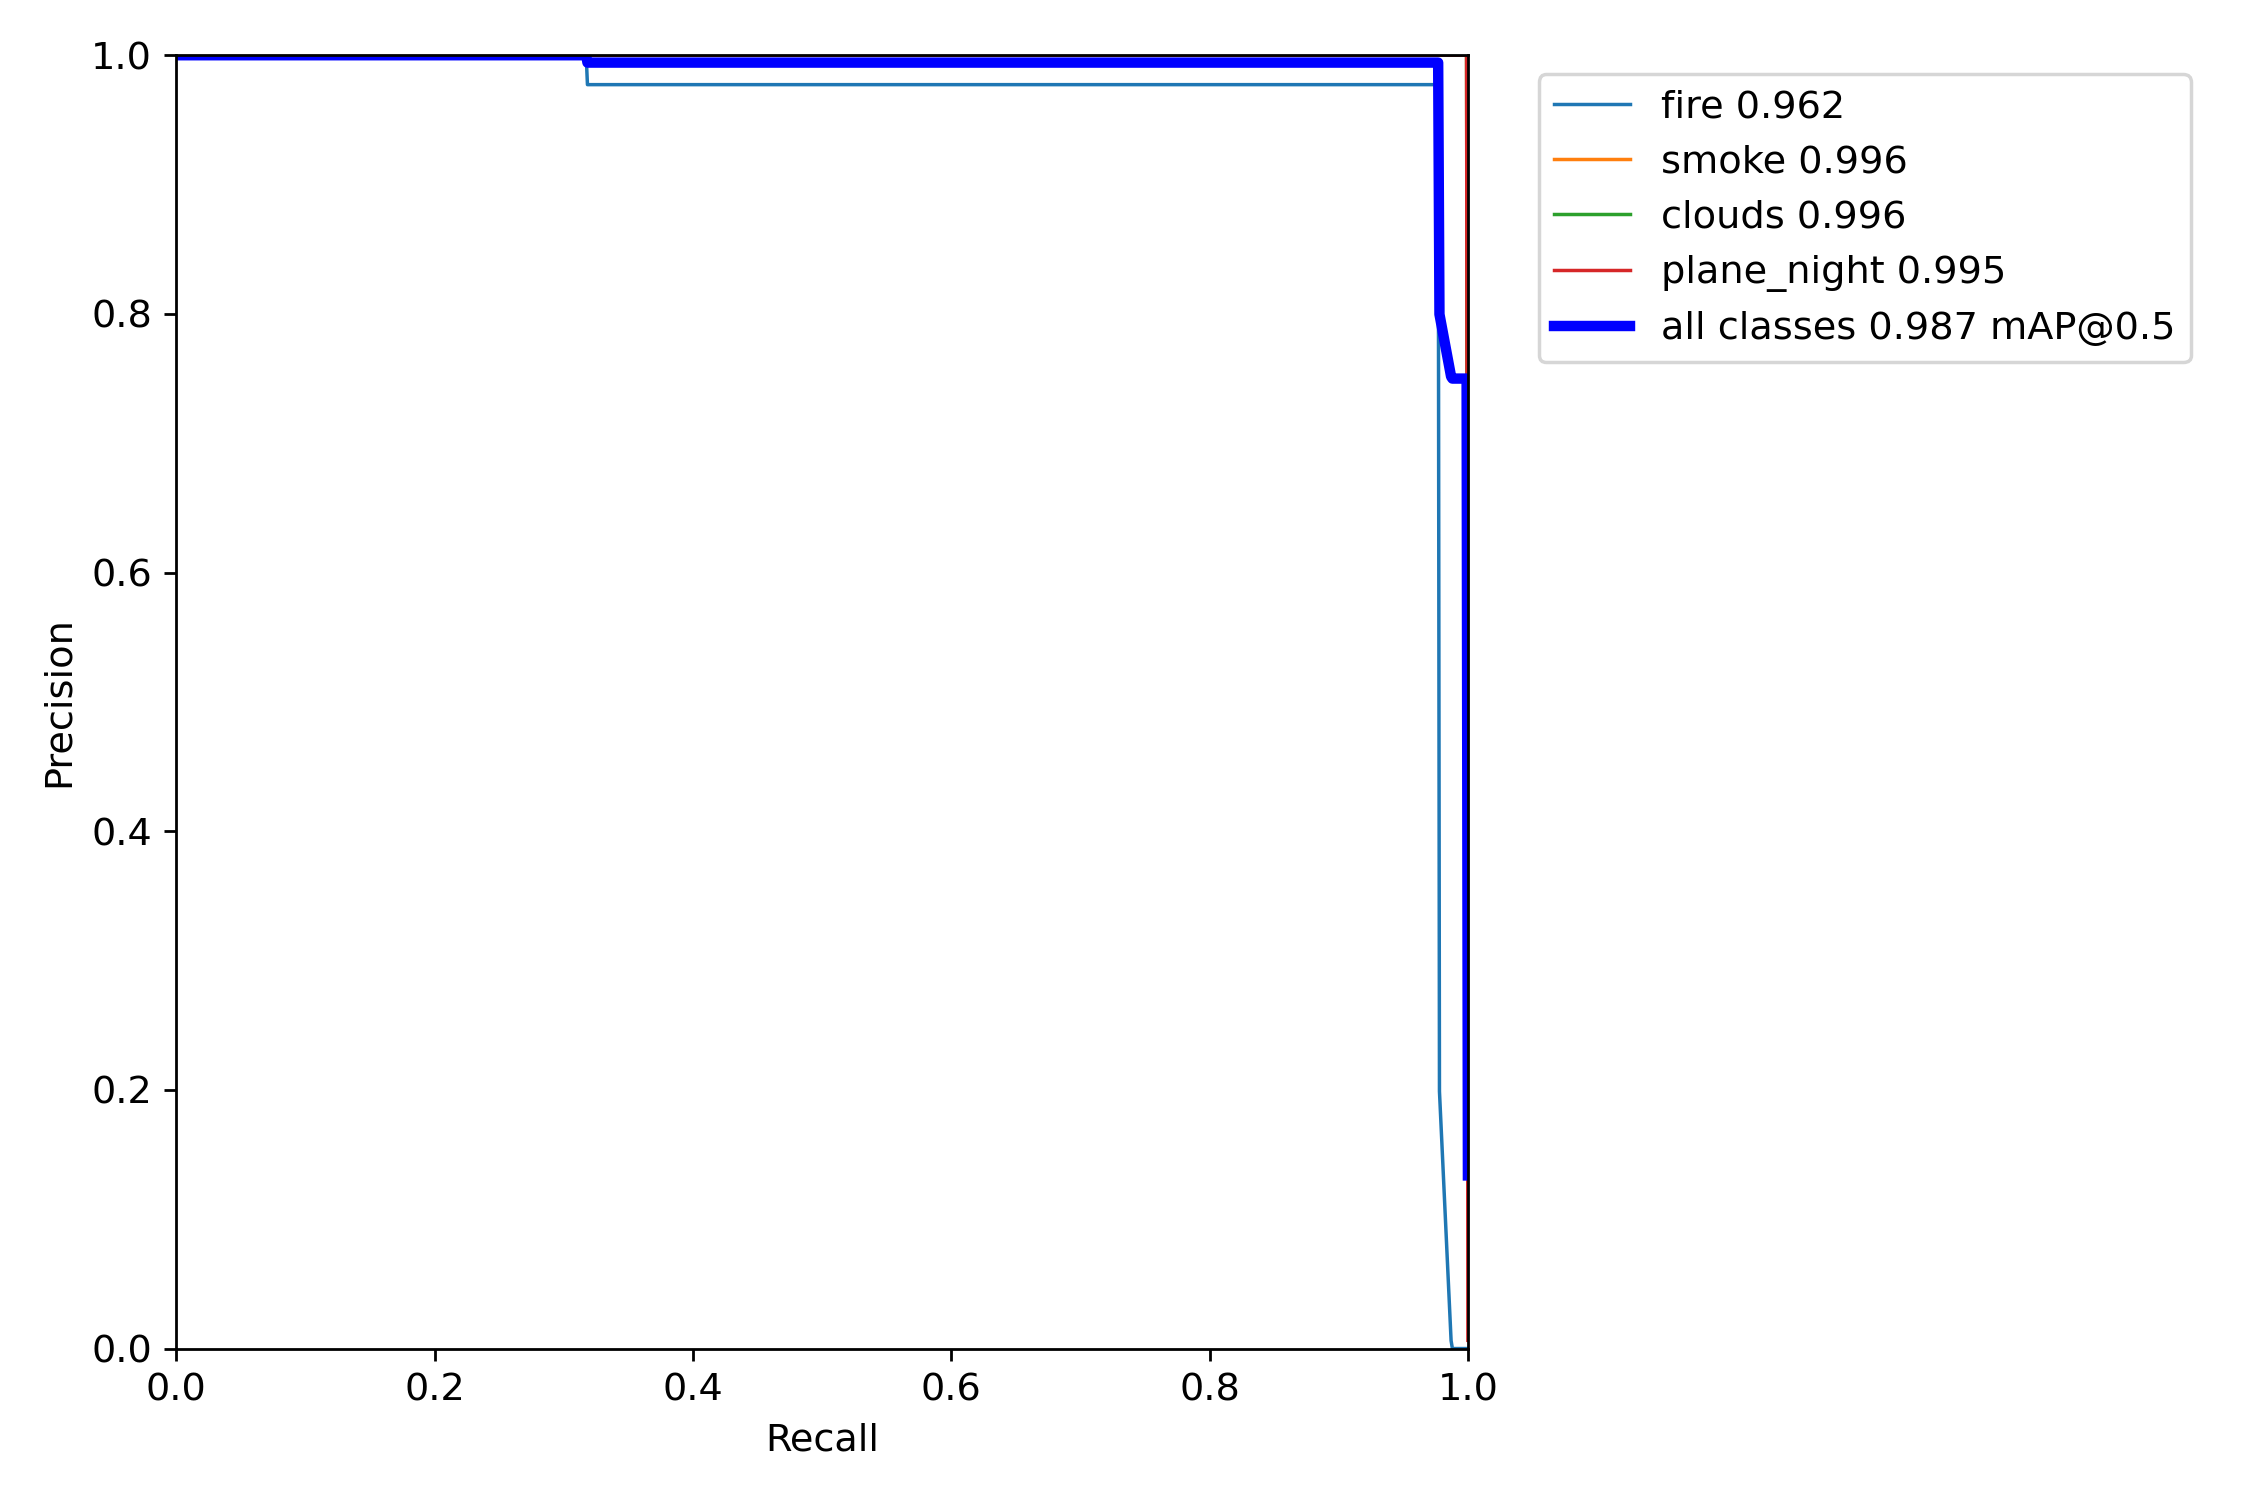 1.0
0.8
0.6
0.4
0.2
0.0
Precision
0.0 0.2 0.4 0.6 0.8 1.0
Recall
fire 0.962
smoke 0.996
clouds 0.996
plane_night 0.995
all classes 0.987 mAP@0.5